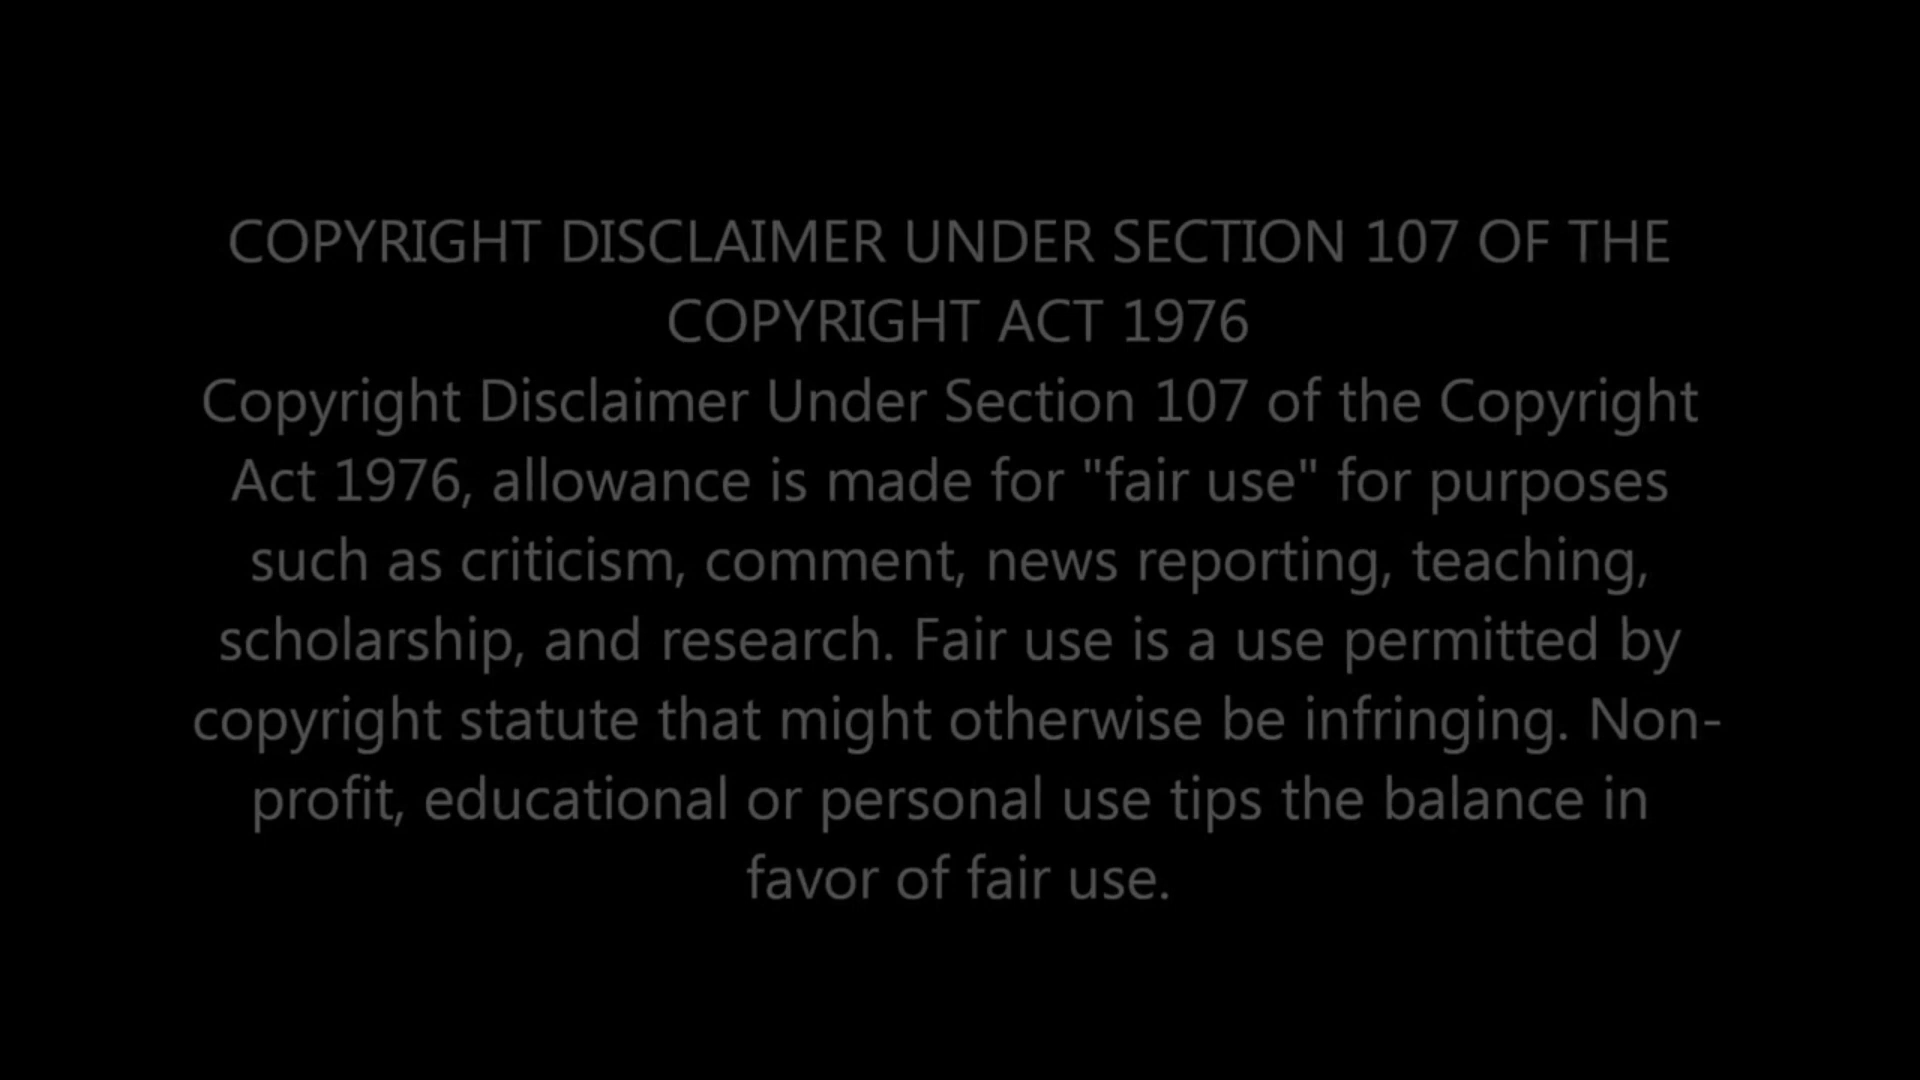 COPYRIGHT DISCLAIMER UNDER SECTION 107 OF THE
COPYRIGHT ACT 1976
Copyright Disclaimer Under Section 107 of the Copyright
Act 1976, allowance is made for "fair use" for purposes
such as criticism, comment, news reporting, teaching,
scholarship, and research. Fair use is a use permitted by
copyright statute that might otherwise be infringing. Non-
profit, educational or personal use tips the balance in
favor of fair use.